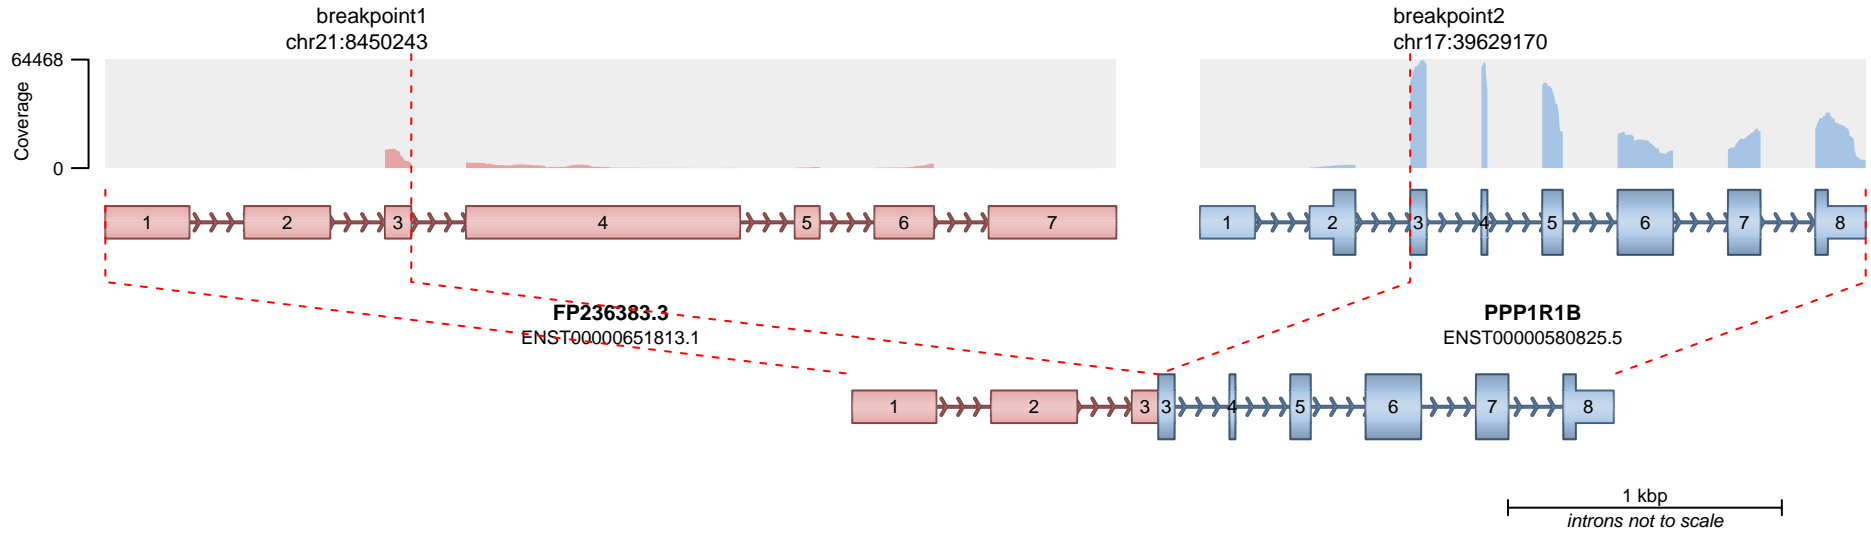 breakpoint1
chr21:8450243
breakpoint2
chr17:39629170
64468
0
Coverage
1 2 3 4 5 6 7
1 2 3 4 5 6 7 8
FP236383.3
ENST00000651813.1
PPP1R1B
ENST00000580825.5
1 2 3 3 4 5 6 7 8
1 kbp
introns not to scale